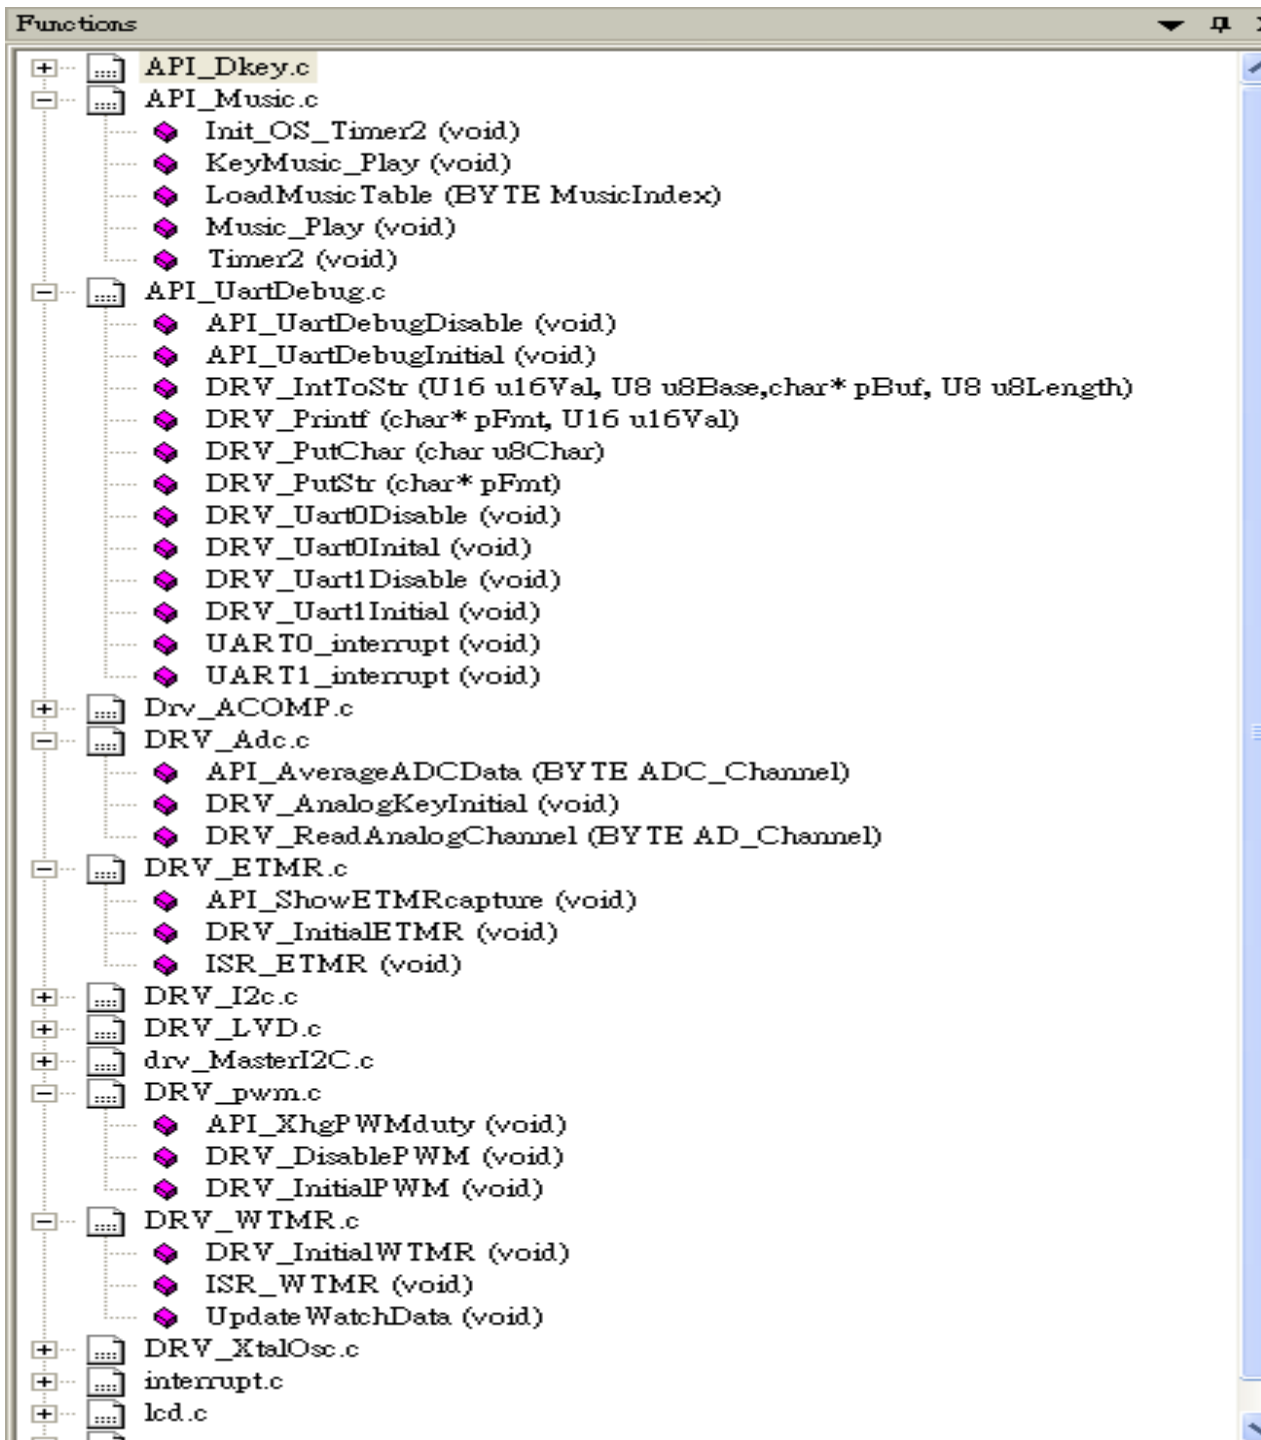 Functions
API_Dkey.c
API_Music.c
Init_OS_Timer2 (void)
KeyMusic_Play (void)
LoadMusicTable (BYTE MusicIndex)
Music_Play (void)
Timer2 (void)
API_UartDebug.c
API_UartDebugDisable (void)
API_UartDebugInitial (void)
DRV_IntToStr (U16 u16Val, U8 u8Base,char* pBuf, U8 u8Length)
DRV_Printf (char* pFmt, U16 u16Val)
DRV_PutChar (char u8Char)
DRV_PutStr (char* pFmt)
DRV_Uart0Disable (void)
DRV_Uart0Inital (void)
DRV_Uart1Disable (void)
DRV_Uart1Initial (void)
UART0_interrupt (void)
UART1_interrupt (void)
Drv_ACOMP.c
DRV_Adc.c
API_AverageADCData (BYTE ADC_Channel)
DRV_AnalogKeyInitial (void)
DRV_ReadAnalogChannel (BYTE AD_Channel)
DRV_ETMR.c
API_ShowETMRcapture (void)
DRV_InitialETMR (void)
ISR_ETMR (void)
DRV_I2c.c
DRV_LVD.c
drv_MasterI2C.c
DRV_pwm.c
API_XhgPWMduty (void)
DRV_DisablePWM (void)
DRV_InitialPWM (void)
DRV_WTMR.c
DRV_InitialWTMR (void)
ISR_WTMR (void)
UpdateWatchData (void)
DRV_XtalOsc.c
interrupt.c
lcd.c